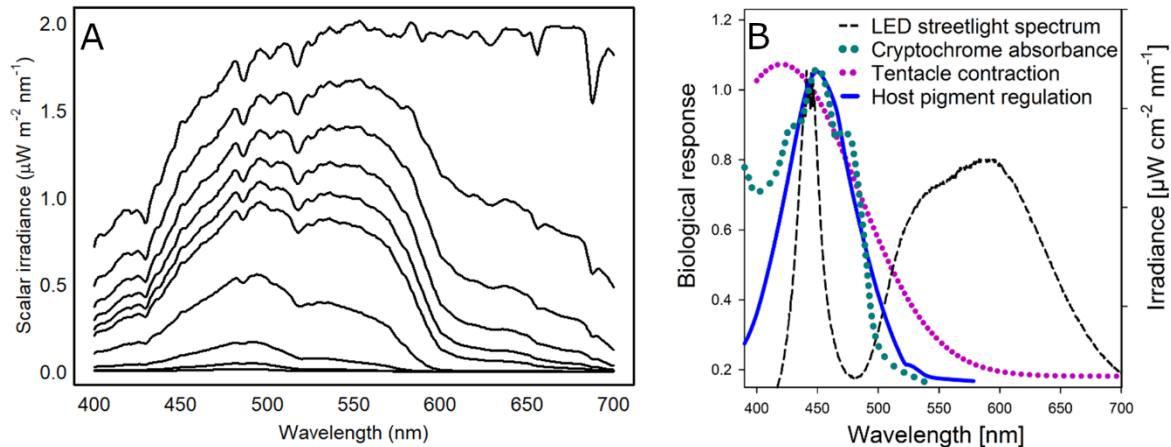 A
2.0
1.5
1.0
0.5
0.0
Scalar irradiance (µW m⁻² nm⁻¹)
400 450 500 550 600 650 700
Wavelength (nm)
B
LED streetlight spectrum
Cryptochrome absorbance
Tentacle contraction
Host pigment regulation
1.0
0.8
0.6
0.4
0.2
Biological response
Irradiance [µW cm⁻² nm⁻¹]
400 450 500 550 600 650 700
Wavelength [nm]